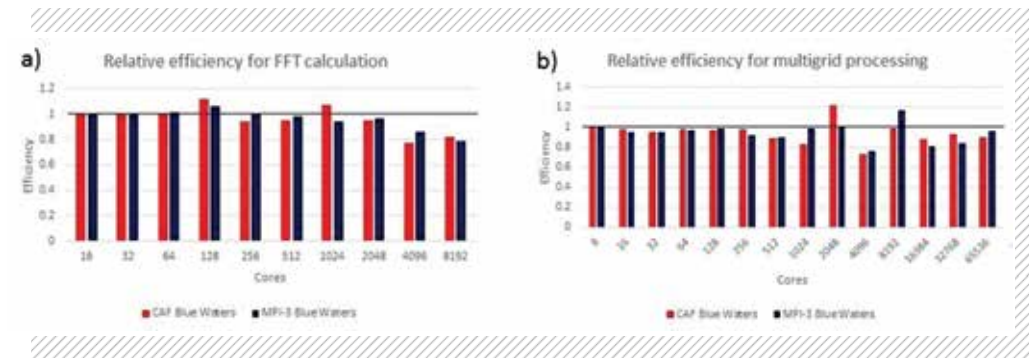 a)
Relative efficiency for FFT calculation
1.2
1
0.8
0.6
0.4
0.2
0
Efficiency
16 32 64 128 256 512 1024 2048 4096 8192
Cores
CAF Blue Waters MPI-3 Blue Waters
b)
Relative efficiency for multigrid processing
1.4
1.2
1
0.8
0.6
0.4
0.2
0
Efficiency
8 16 32 64 128 256 512 1024 2048 4096 8192 16384 32768 65536
Cores
CAF Blue Waters MPI-3 Blue Waters